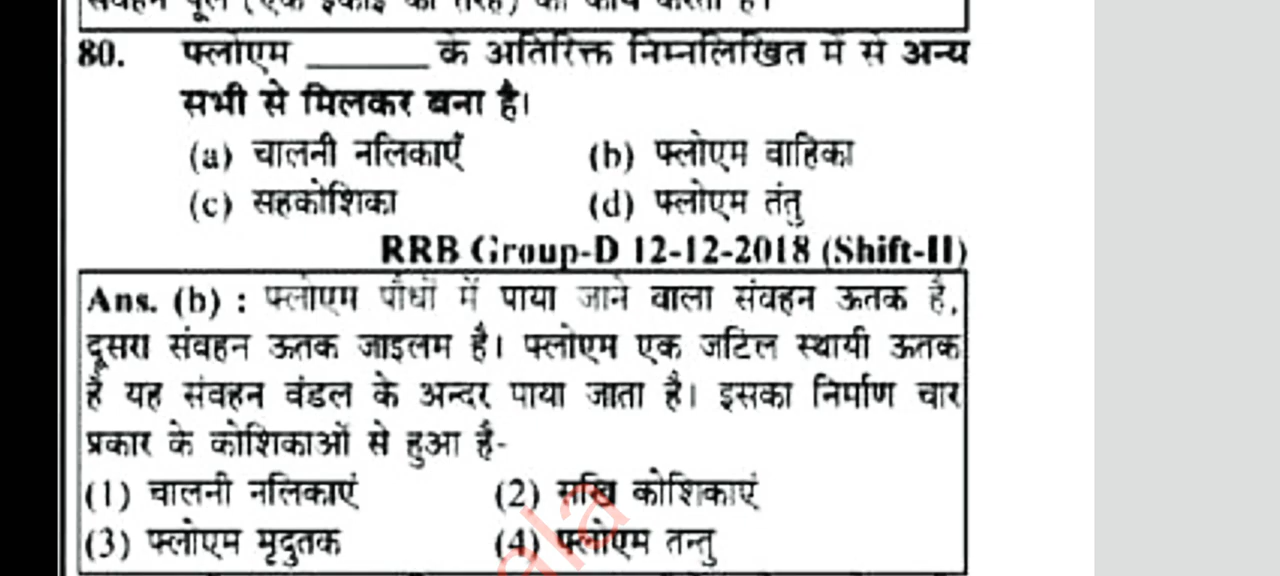 80. फ्लोएम ______ के अतिरिक्त निम्नलिखित में से अन्य
सभी से मिलकर बना है।
(a) चालनी नलिकाएँ (b) फ्लोएम वाहिका
(c) सहकोशिका (d) फ्लोएम तंतु
RRB Group-D 12-12-2018 (Shift-II)
Ans. (b) : फ्लोएम पौधों में पाया जाने वाला संवहन ऊतक है,
दूसरा संवहन ऊतक जाइलम है। फ्लोएम एक जटिल स्थायी ऊतक
है यह संवहन वंडल के अन्दर पाया जाता है। इसका निर्माण चार
प्रकार के कोशिकाओं से हुआ है-
(1) चालनी नलिकाएं (2) सखि कोशिकाएं
(3) फ्लोएम मृदुतक (4) फ्लोएम तन्तु